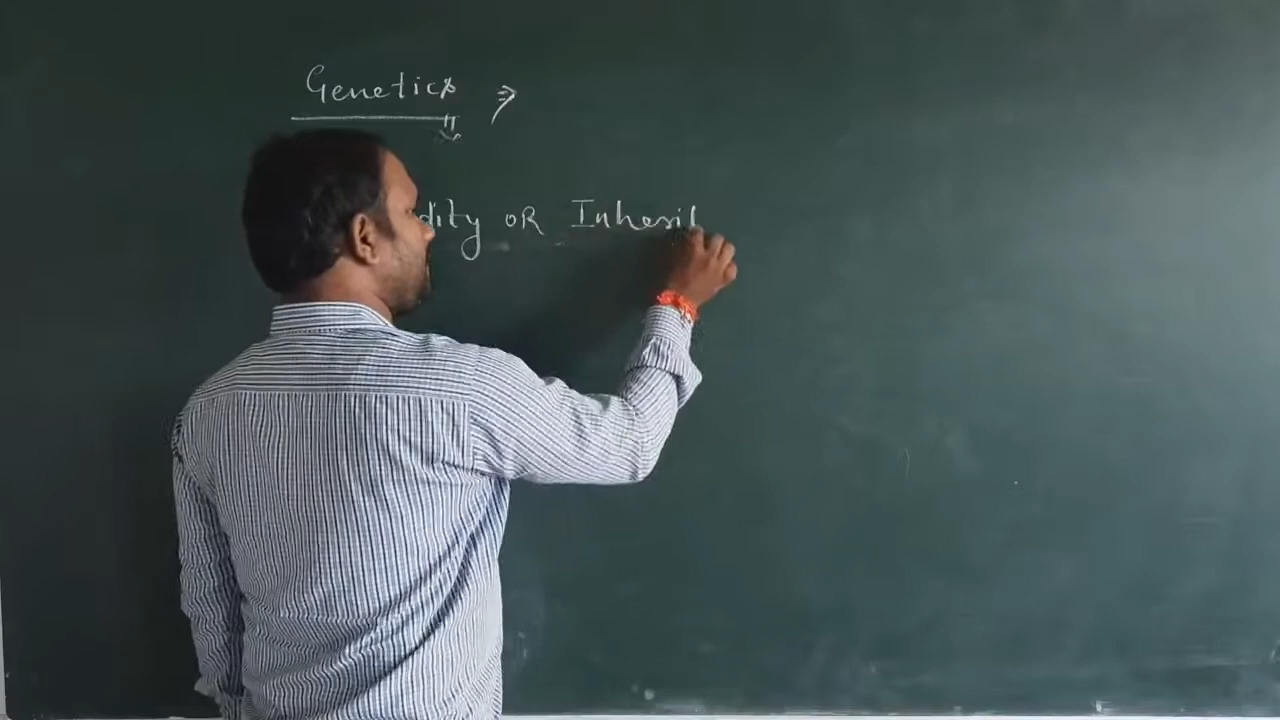 Genetics ⇒
dity OR Inherit